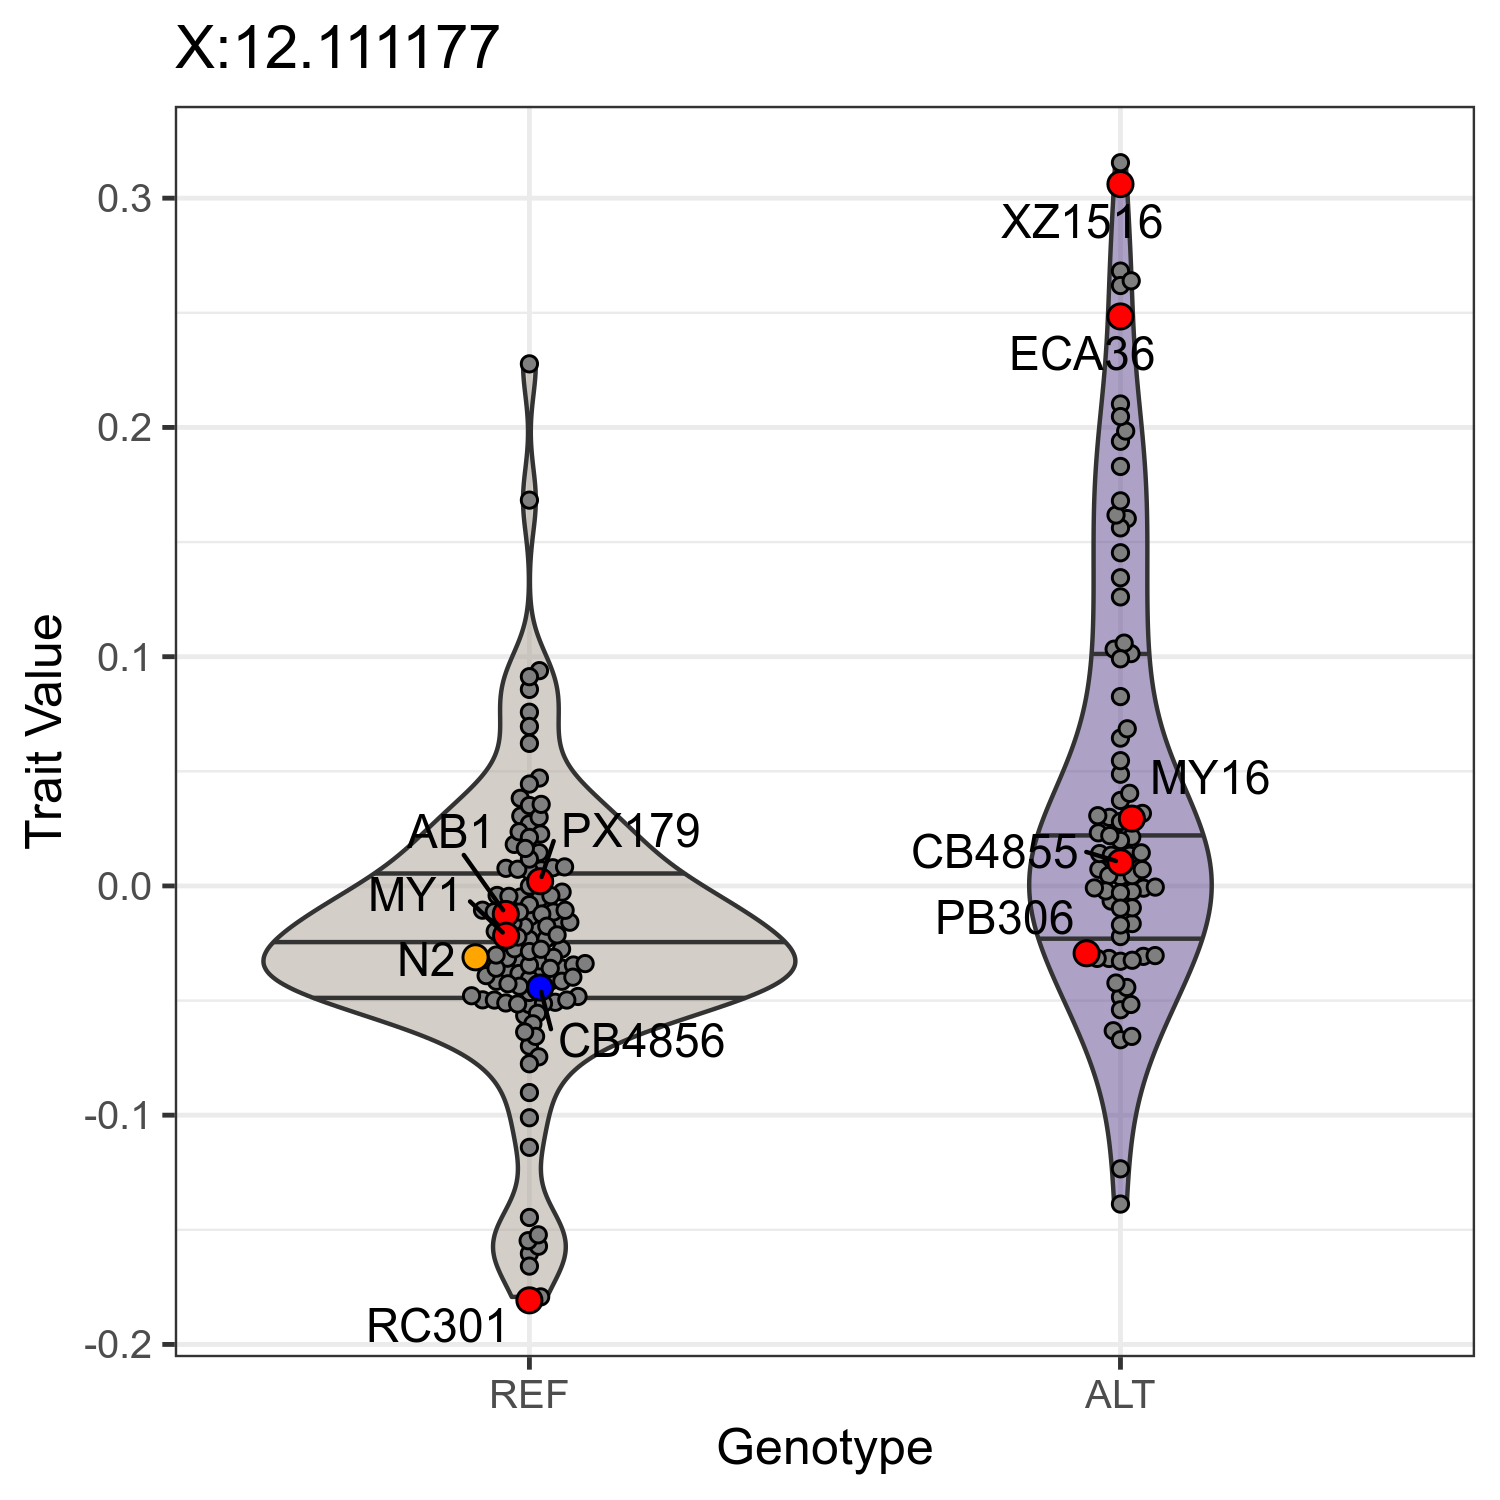 X:12.111177
Trait Value
0.3
0.2
0.1
0.0
-0.1
-0.2
XZ1516
ECA36
MY16
AB1
PX179
CB4855
MY1
PB306
N2
CB4856
RC301
REF
ALT
Genotype